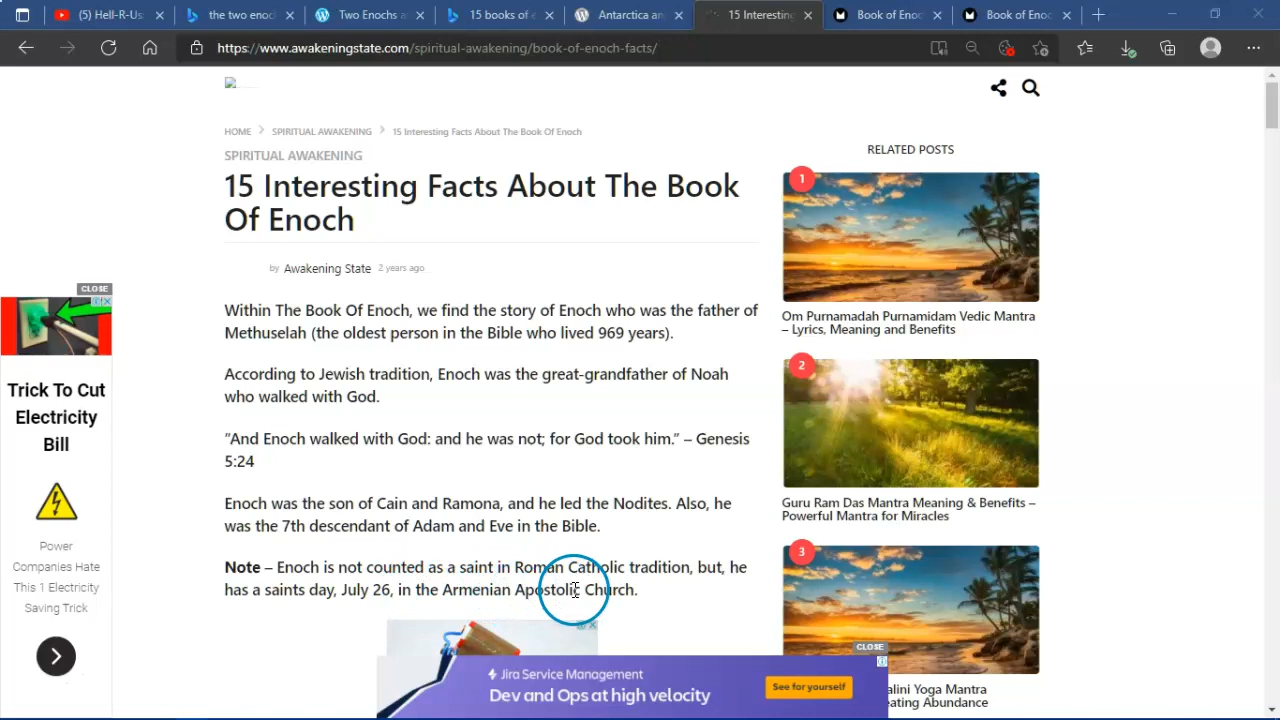 (5) Hell-R-Us
the two enoc
Two Enochs a
15 books of e
Antarctica an
15 Interesting
Book of Enoc
Book of Enoc
https://www.awakeningstate.com/spiritual-awakening/book-of-enoch-facts/
HOME > SPIRITUAL AWAKENING > 15 Interesting Facts About The Book Of Enoch
SPIRITUAL AWAKENING
15 Interesting Facts About The Book
Of Enoch
by Awakening State 2 years ago
Within The Book Of Enoch, we find the story of Enoch who was the father of
Methuselah (the oldest person in the Bible who lived 969 years).
According to Jewish tradition, Enoch was the great-grandfather of Noah
who walked with God.
“And Enoch walked with God: and he was not; for God took him.” – Genesis
5:24
Enoch was the son of Cain and Ramona, and he led the Nodites. Also, he
was the 7th descendant of Adam and Eve in the Bible.
Note – Enoch is not counted as a saint in Roman Catholic tradition, but, he
has a saints day, July 26, in the Armenian Apostolic Church.
RELATED POSTS
1
Om Purnamadah Purnamidam Vedic Mantra
– Lyrics, Meaning and Benefits
2
Guru Ram Das Mantra Meaning & Benefits –
Powerful Mantra for Miracles
3
alini Yoga Mantra
eating Abundance
CLOSE
Trick To Cut
Electricity
Bill
Power
Companies Hate
This 1 Electricity
Saving Trick
CLOSE
Jira Service Management
Dev and Ops at high velocity
See for yourself